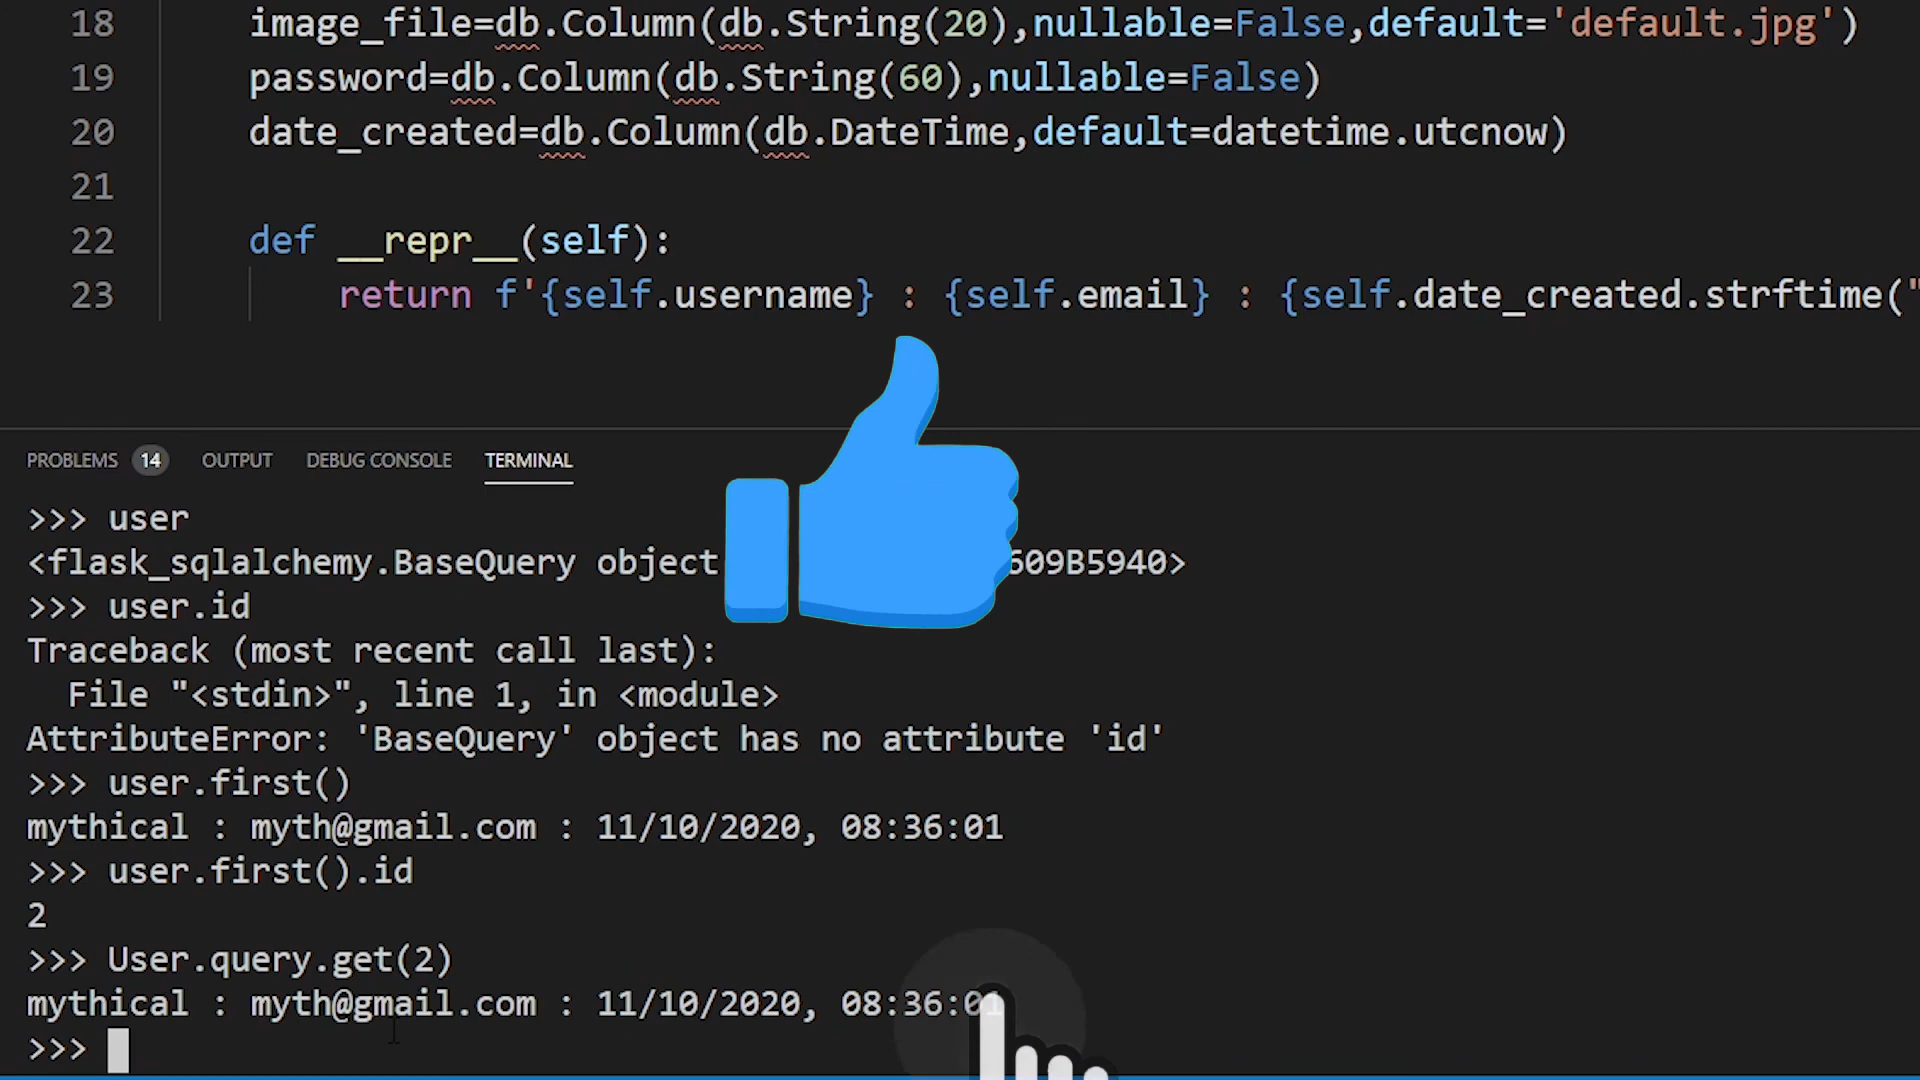 18 image_file=db.Column(db.String(20),nullable=False,default='default.jpg')
19 password=db.Column(db.String(60),nullable=False)
20 date_created=db.Column(db.DateTime,default=datetime.utcnow)
21
22 def __repr__(self):
23 return f'{self.username} : {self.email} : {self.date_created.strftime("
PROBLEMS 14 OUTPUT DEBUG CONSOLE TERMINAL
>>> user
<flask_sqlalchemy.BaseQuery object 609B5940>
>>> user.id
Traceback (most recent call last):
File "<stdin>", line 1, in <module>
AttributeError: 'BaseQuery' object has no attribute 'id'
>>> user.first()
mythical : myth@gmail.com : 11/10/2020, 08:36:01
>>> user.first().id
2
>>> User.query.get(2)
mythical : myth@gmail.com : 11/10/2020, 08:36:01
>>>